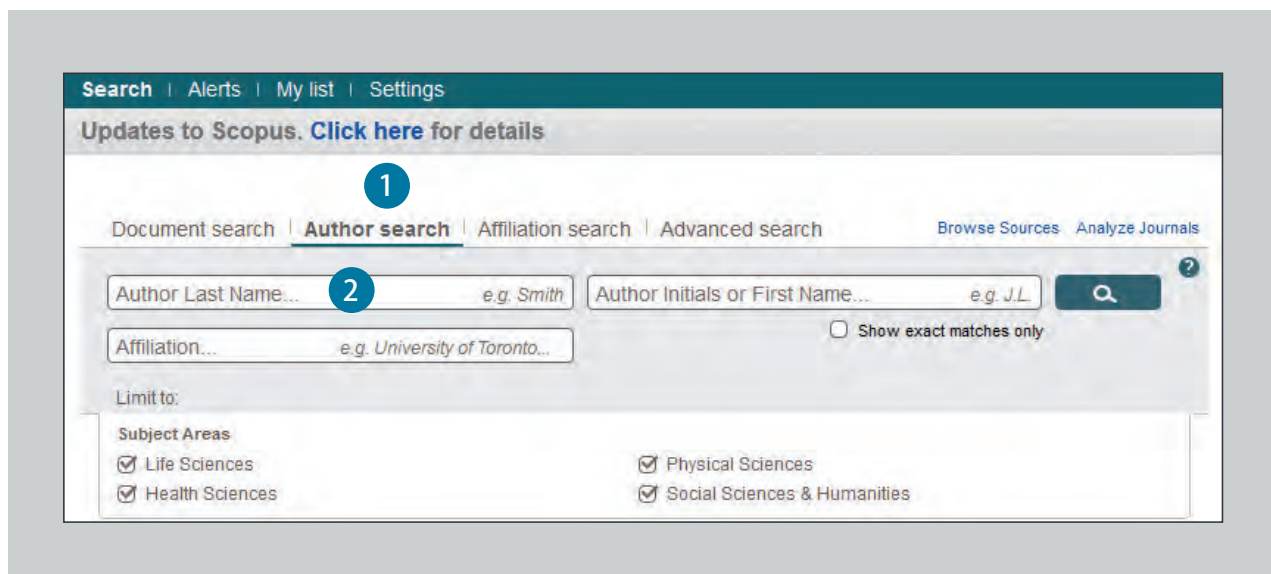 Search | Alerts | My list | Settings
Updates to Scopus. Click here for details
1
Document search | Author search | Affiliation search | Advanced search Browse Sources Analyze Journals
?
Author Last Name... 2 e.g. Smith Author Initials or First Name... e.g. J.L.
Show exact matches only
Affiliation... e.g. University of Toronto...
Limit to:
Subject Areas
Life Sciences Physical Sciences
Health Sciences Social Sciences & Humanities